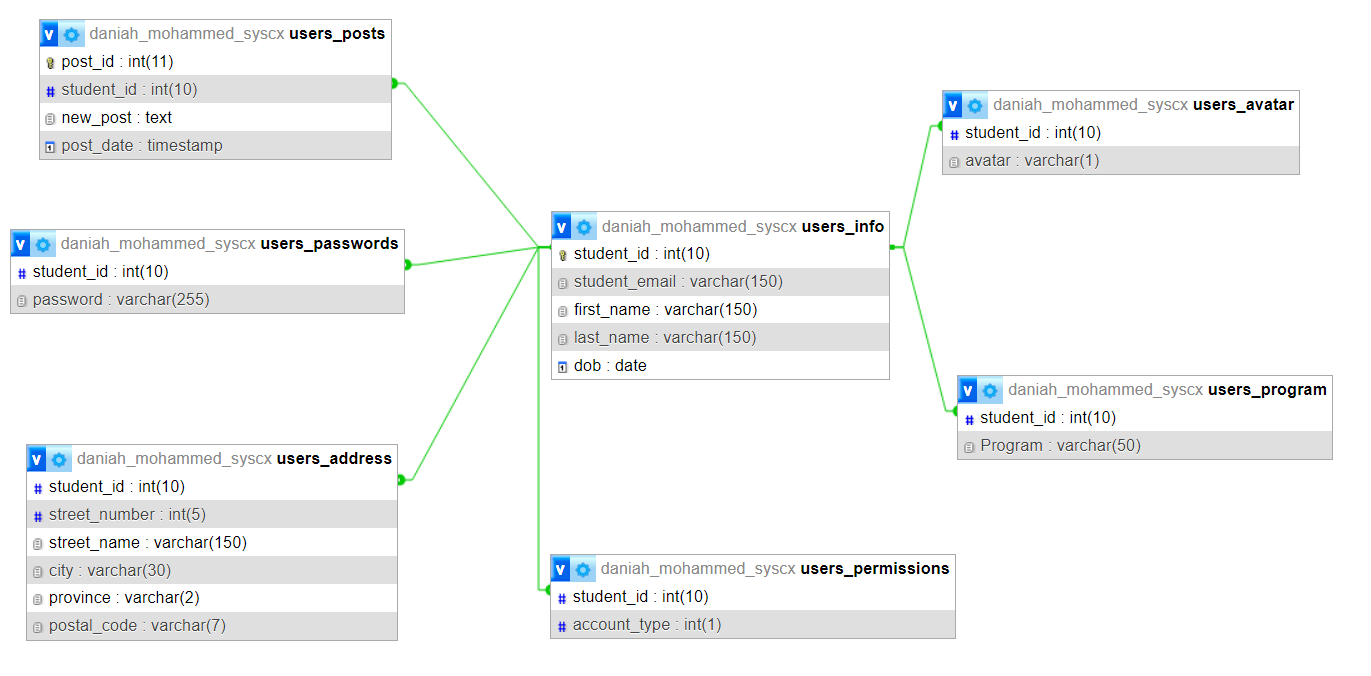 v daniah_mohammed_syscx users_posts
post_id : int(11)
# student_id : int(10)
new_post : text
post_date : timestamp
v daniah_mohammed_syscx users_passwords
# student_id : int(10)
password : varchar(255)
v daniah_mohammed_syscx users_address
# student_id : int(10)
# street_number : int(5)
street_name : varchar(150)
city : varchar(30)
province : varchar(2)
postal_code : varchar(7)
v daniah_mohammed_syscx users_info
student_id : int(10)
student_email : varchar(150)
first_name : varchar(150)
last_name : varchar(150)
dob : date
v daniah_mohammed_syscx users_permissions
# student_id : int(10)
# account_type : int(1)
v daniah_mohammed_syscx users_avatar
# student_id : int(10)
avatar : varchar(1)
v daniah_mohammed_syscx users_program
# student_id : int(10)
Program : varchar(50)